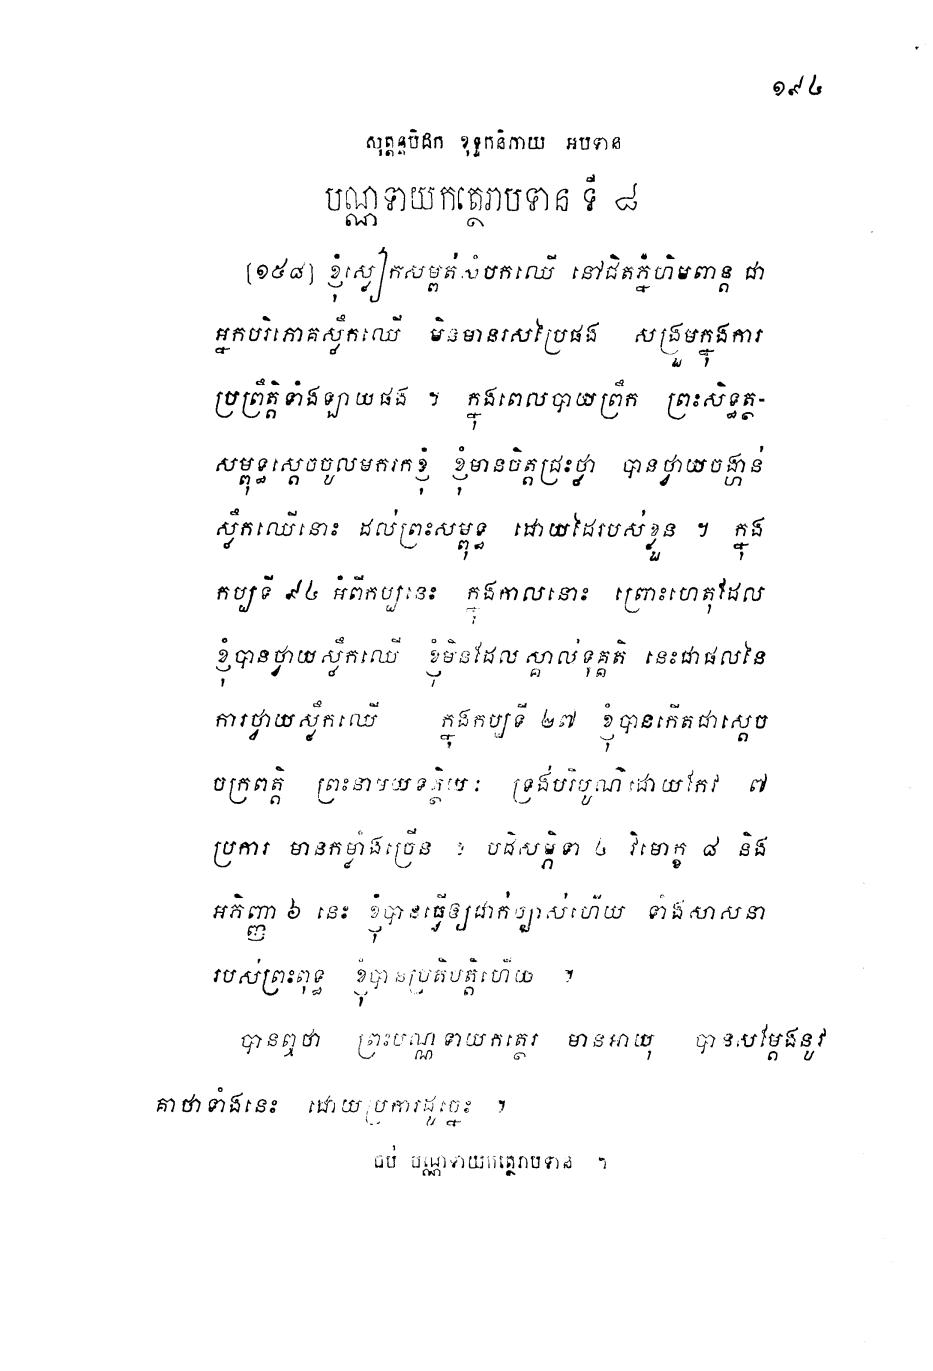 ១៩៤
សុត្តន្តបិដក ខុទ្ទកនិកាយ អបទាន
បណ្ណទាយកត្ថេរាបទាន ទី ៨
[១៥៨] ខ្ញុំស្លៀកសម្ពត់សំបកឈើ នៅជិតភ្នំហិមពាន្ត ជា
អ្នកបរិភោគស្លឹកឈើ មិនមានរសប្រៃផង សង្រួមក្នុងការ
ប្រព្រឹត្តិទាំងឡាយផង ។ ក្នុងពេលបាយព្រឹក ព្រះសិទ្ធត្ថ-
សម្ពុទ្ធស្តេចចូលមករកខ្ញុំ ខ្ញុំមានចិត្តជ្រះថ្លា បានថ្វាយចង្ហាន់
ស្លឹកឈើនោះ ដល់ព្រះសម្ពុទ្ធ ដោយដៃរបស់ខ្លួន ។ ក្នុង
កប្បទី ៩៤ អំពីកប្បនេះ ក្នុងកាលនោះ ព្រោះហេតុដែល
ខ្ញុំបានថ្វាយស្លឹកឈើ ខ្ញុំមិនដែលស្គាល់ទុគ្គតិ នេះជាផលនៃ
ការថ្វាយស្លឹកឈើ ក្នុងកប្បទី ២៧ ខ្ញុំបានកើតជាស្តេច
ចក្រពត្តិ ព្រះនាមយទត្ថិយៈ ទ្រង់បរិបូណ៌ដោយកែវ ៧
ប្រការ មានកម្លាំងច្រើន ។ បដិសម្ភិទា ៤ វិមោក្ខ ៨ និង
អភិញ្ញា ៦ នេះ ខ្ញុំបានធ្វើឲ្យជាក់ច្បាស់ហើយ ទាំងសាសនា
របស់ព្រះពុទ្ធ ខ្ញុំបានប្រតិបត្តិហើយ ។
បានឮថា ព្រះបណ្ណទាយកត្ថេរ មានអាយុ បានសម្តែងនូវ
គាថាទាំងនេះ ដោយប្រការដូច្នេះ ។
ចប់ បណ្ណទាយកត្ថេរាបទាន ។